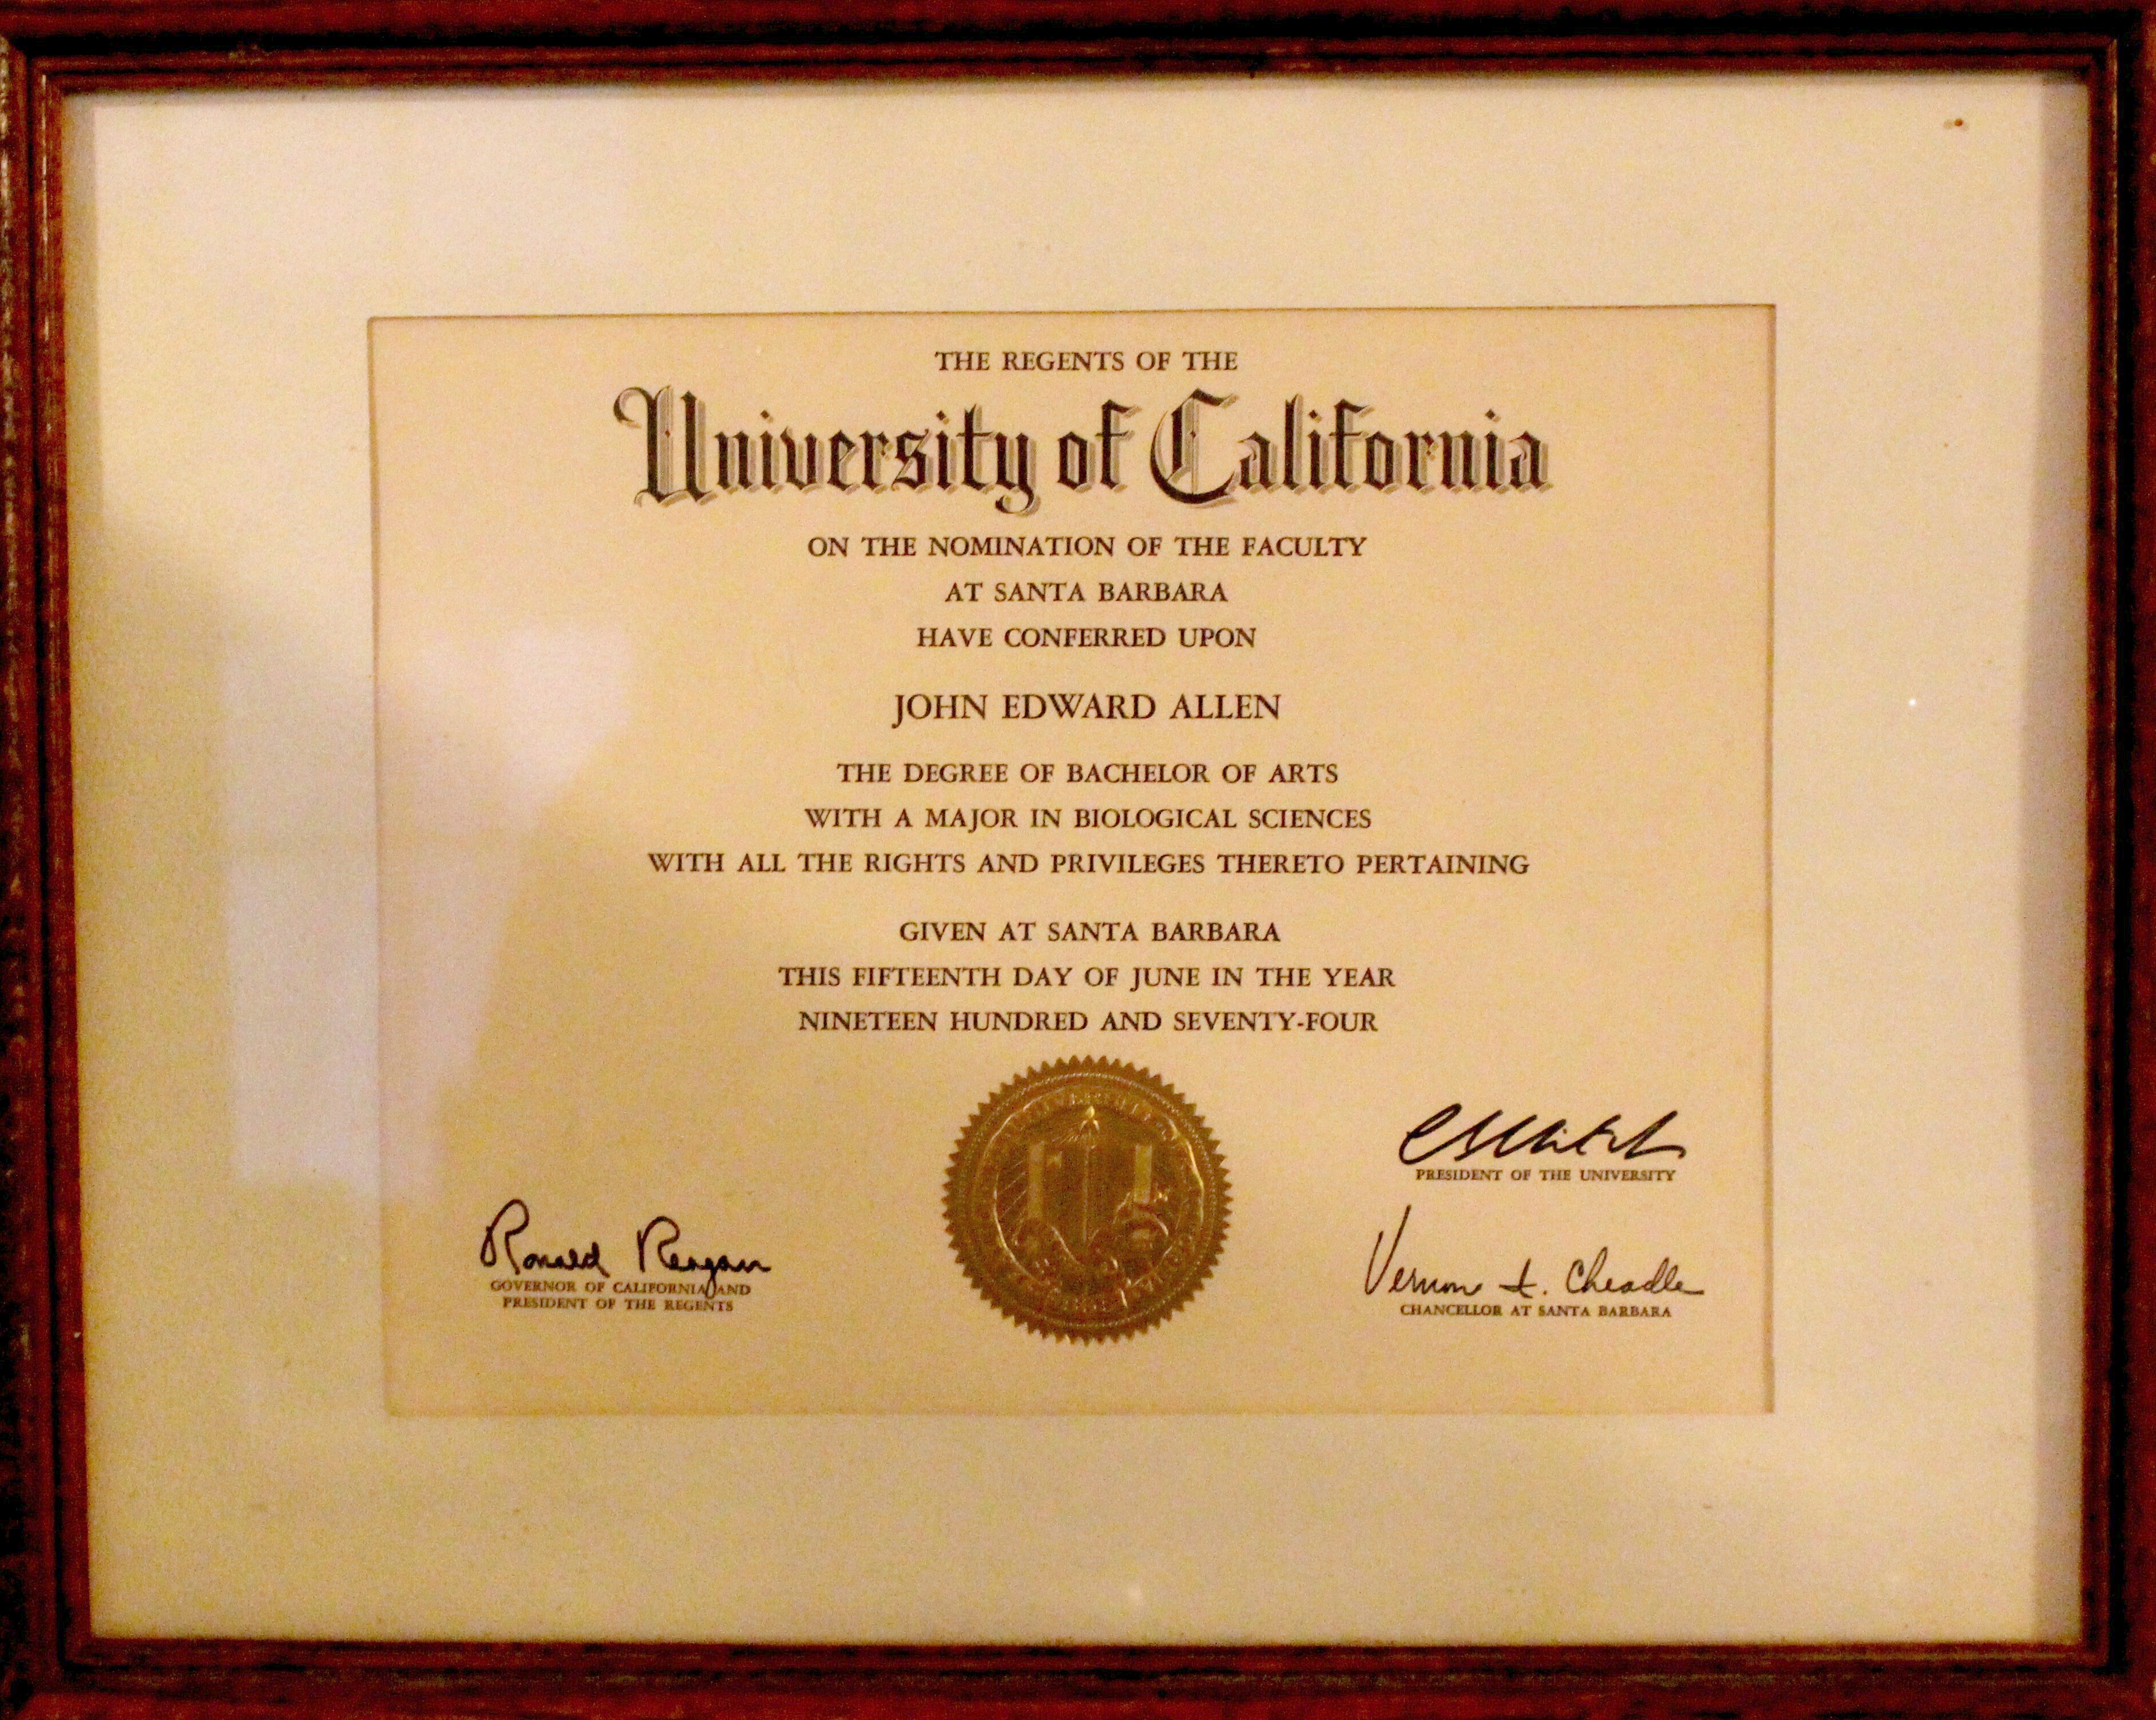 THE REGENTS OF THE
University of California
ON THE NOMINATION OF THE FACULTY
AT SANTA BARBARA
HAVE CONFERRED UPON
JOHN EDWARD ALLEN
THE DEGREE OF BACHELOR OF ARTS
WITH A MAJOR IN BIOLOGICAL SCIENCES
WITH ALL THE RIGHTS AND PRIVILEGES THERETO PERTAINING
GIVEN AT SANTA BARBARA
THIS FIFTEENTH DAY OF JUNE IN THE YEAR
NINETEEN HUNDRED AND SEVENTY-FOUR
Ronald Reagan
GOVERNOR OF CALIFORNIA AND
PRESIDENT OF THE REGENTS
PRESIDENT OF THE UNIVERSITY
Vernon I. Cheadle
CHANCELLOR AT SANTA BARBARA